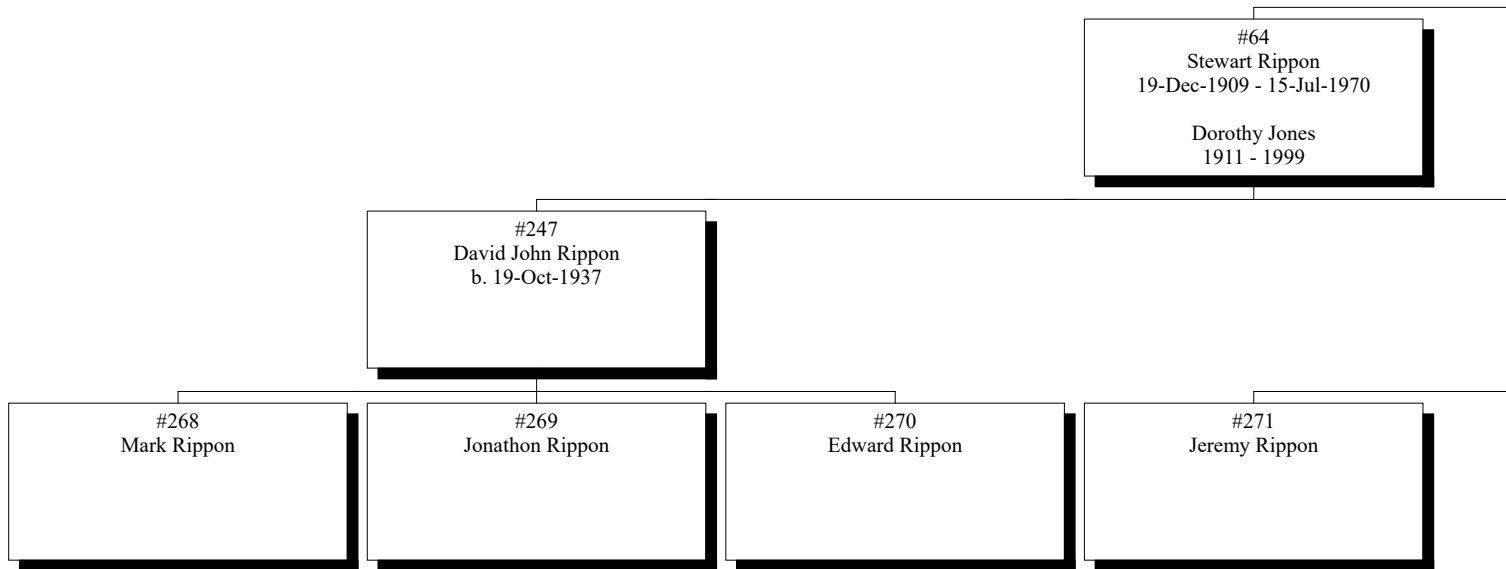 #64
Stewart Rippon
19-Dec-1909 - 15-Jul-1970
Dorothy Jones
1911 - 1999
#247
David John Rippon
b. 19-Oct-1937
#268
Mark Rippon
#269
Jonathon Rippon
#270
Edward Rippon
#271
Jeremy Rippon